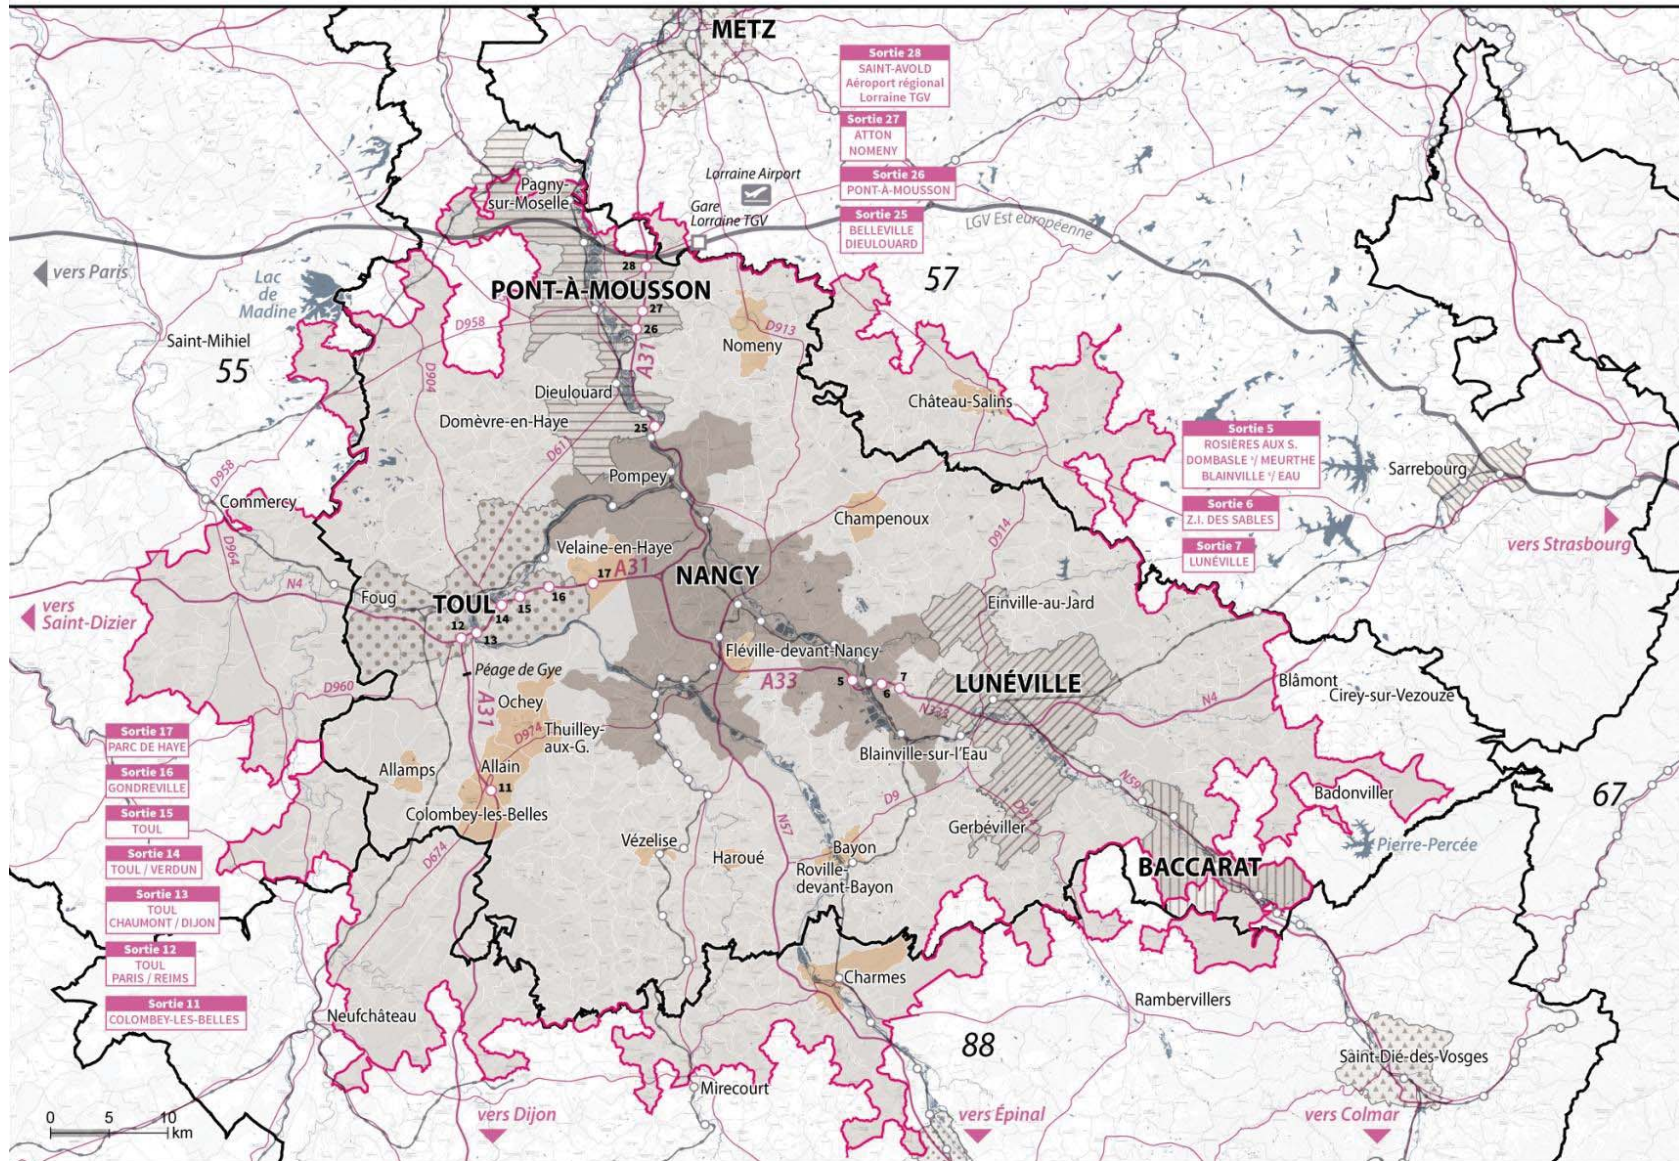 METZ
Sortie 28
SAINT-AVOLD
Aéroport régional
Lorraine TGV
Sortie 27
ATTON
NOMENY
Sortie 26
PONT-À-MOUSSON
Sortie 25
BELLEVILLE
DIEULOUARD
Lorraine Airport
Gare
Lorraine TGV
LGV Est européenne
Pagny-
sur-Moselle
vers Paris
Lac
de
Madine
57
28
PONT-À-MOUSSON
27
26
D958
D913
A31
Saint-Mihiel
55
Nomeny
D904
Dieulouard
Château-Salins
Domèvre-en-Haye
25
D611
Sortie 5
ROSIÈRES AUX S.
DOMBASLE S/ MEURTHE
BLAINVILLE S/ EAU
Sarrebourg
Pompey
D958
Commercy
Sortie 6
Z.I. DES SABLES
Champenoux
D914
vers Strasbourg
Sortie 7
LUNÉVILLE
D964
Velaine-en-Haye
17
A31
NANCY
N4
16
Foug
TOUL
15
14
Einville-au-Jard
vers
Saint-Dizier
12
13
Péage de Gye
Fléville-devant-Nancy
A33
5
6
7
LUNÉVILLE
Blâmont
Cirey-sur-Vezouze
D960
A31
Ochey
N4
N333
Thuilley-
aux-G.
D974
Blainville-sur-l'Eau
Sortie 17
PARC DE HAYE
Sortie 16
GONDREVILLE
Sortie 15
TOUL
Sortie 14
TOUL / VERDUN
Sortie 13
TOUL
CHAUMONT / DIJON
Sortie 12
TOUL
PARIS / REIMS
Sortie 11
COLOMBEY-LES-BELLES
Allamps
Allain
11
N59
Badonviller
67
Colombey-les-Belles
D9
D914
Gerbéviller
N57
Vézelise
Haroué
Bayon
Pierre-Percée
D674
Roville-
devant-Bayon
BACCARAT
Charmes
Rambervillers
Neufchâteau
88
Saint-Dié-des-Vosges
Mirecourt
0 5 10
km
vers Dijon
vers Épinal
vers Colmar